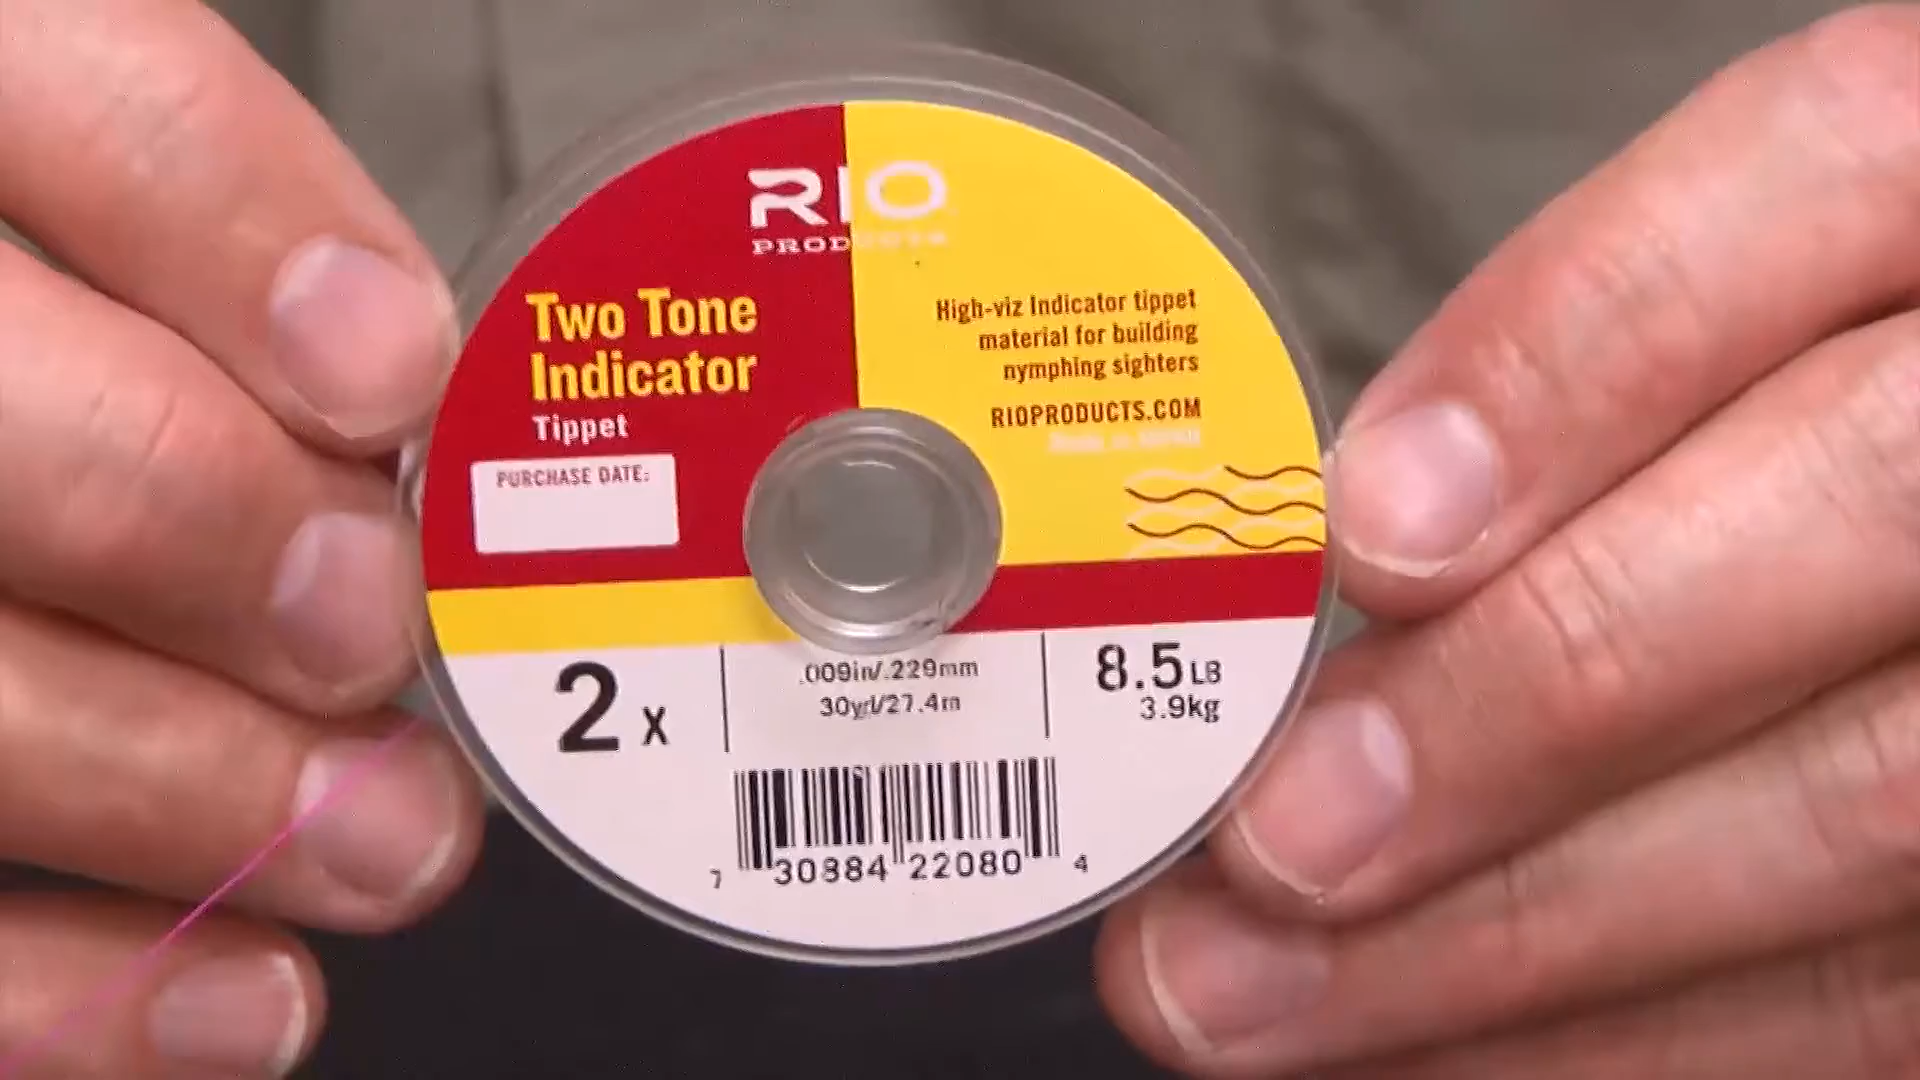 RIO
PRODUCTS
Two Tone
Indicator
Tippet
PURCHASE DATE:
High-viz Indicator tippet
material for building
nymphing sighters
RIOPRODUCTS.COM
2 x
.009in/.229mm
30yd/27.4m
8.5 LB
3.9kg
7 30884 22080 4